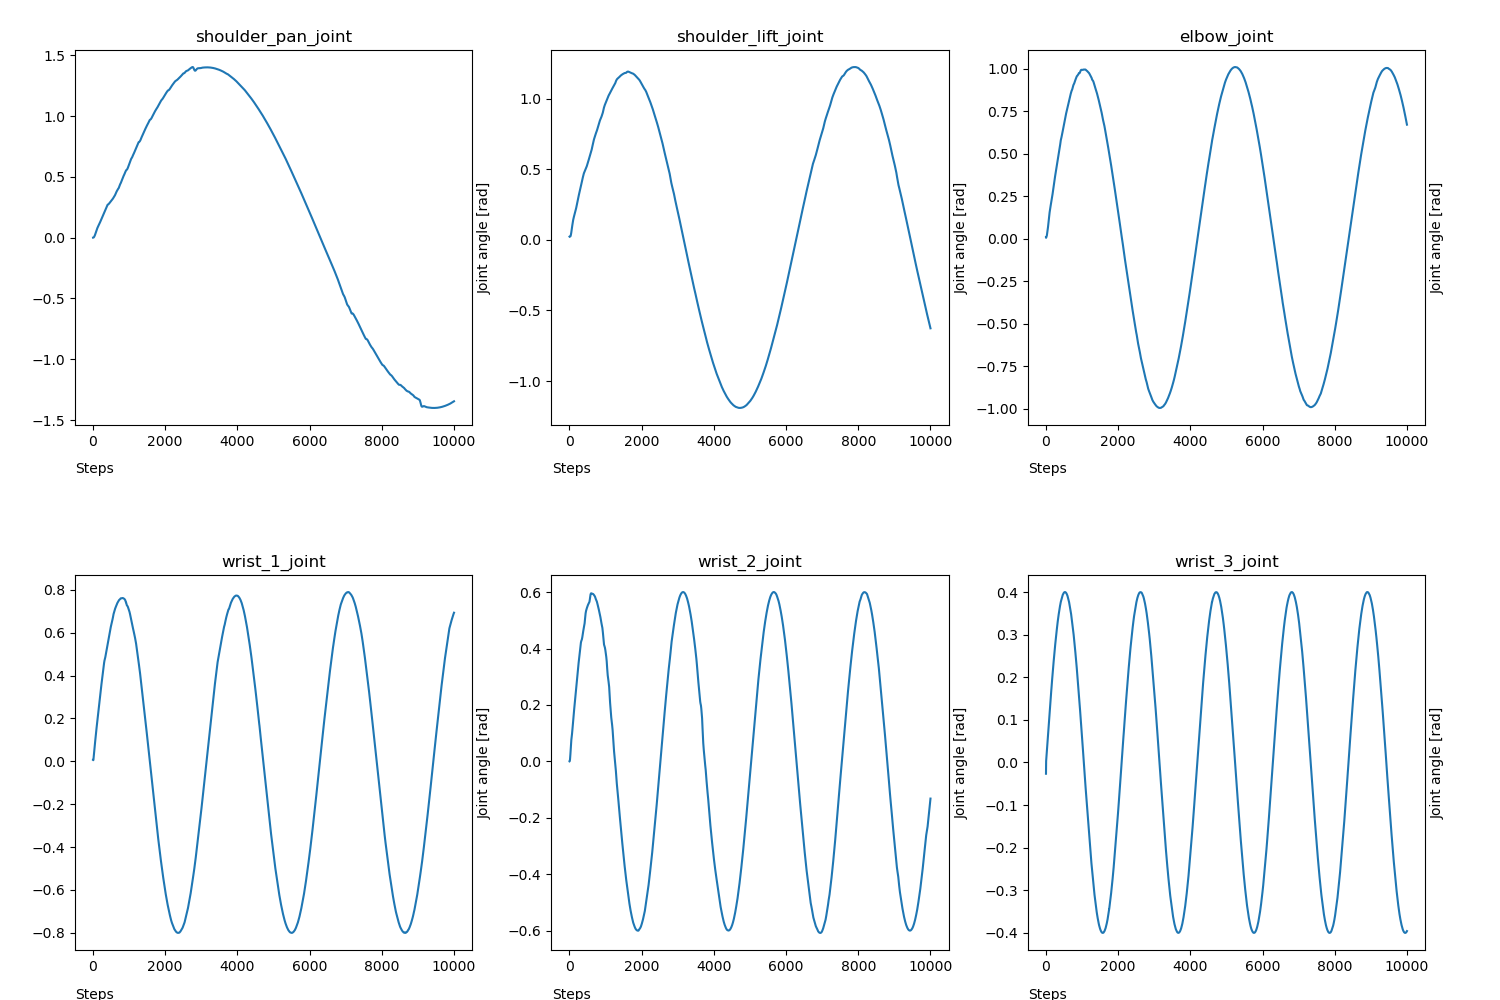 shoulder_pan_joint
shoulder_lift_joint
elbow_joint
1.5
1.0
0.5
0.0
−0.5
−1.0
−1.5
Joint angle [rad]
1.0
0.5
0.0
−0.5
−1.0
Joint angle [rad]
1.00
0.75
0.50
0.25
0.00
−0.25
−0.50
−0.75
−1.00
Joint angle [rad]
0 2000 4000 6000 8000 10000
0 2000 4000 6000 8000 10000
0 2000 4000 6000 8000 10000
Steps
Steps
Steps
wrist_1_joint
wrist_2_joint
wrist_3_joint
0.8
0.6
0.4
0.2
0.0
−0.2
−0.4
−0.6
−0.8
Joint angle [rad]
0.6
0.4
0.2
0.0
−0.2
−0.4
−0.6
Joint angle [rad]
0.4
0.3
0.2
0.1
0.0
−0.1
−0.2
−0.3
−0.4
Joint angle [rad]
0 2000 4000 6000 8000 10000
0 2000 4000 6000 8000 10000
0 2000 4000 6000 8000 10000
Steps
Steps
Steps